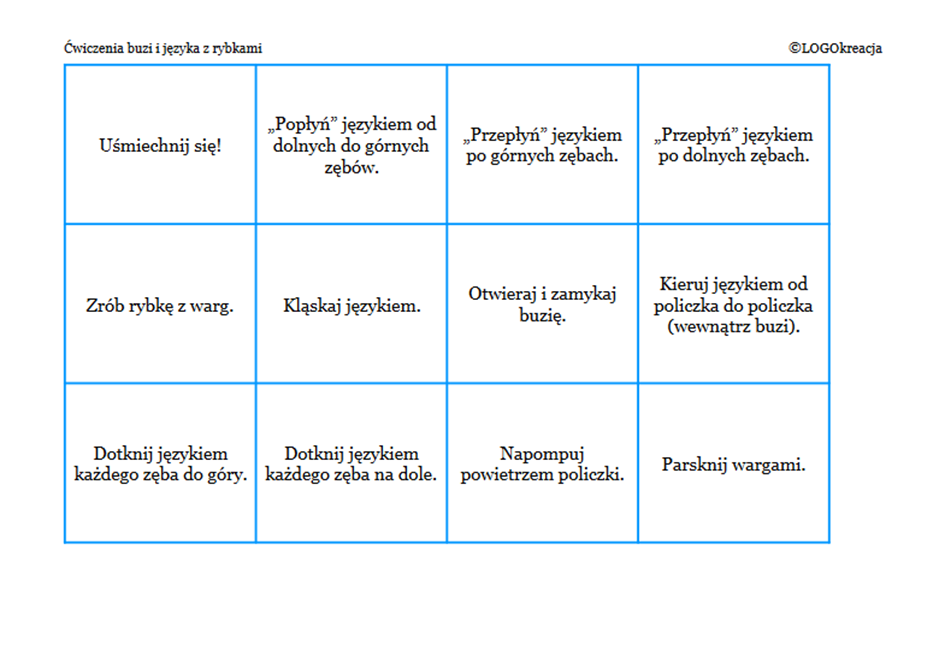 Ćwiczenia buzi i języka z rybkami
©LOGOkreacja
Uśmiechnij się!
„Popłyń” językiem od
dolnych do górnych
zębów.
„Przepłyń” językiem
po górnych zębach.
„Przepłyń” językiem
po dolnych zębach.
Zrób rybkę z warg.
Kląskaj językiem.
Otwieraj i zamykaj
buzię.
Kieruj językiem od
policzka do policzka
(wewnątrz buzi).
Dotknij językiem
każdego zęba do góry.
Dotknij językiem
każdego zęba na dole.
Napompuj
powietrzem policzki.
Parsknij wargami.